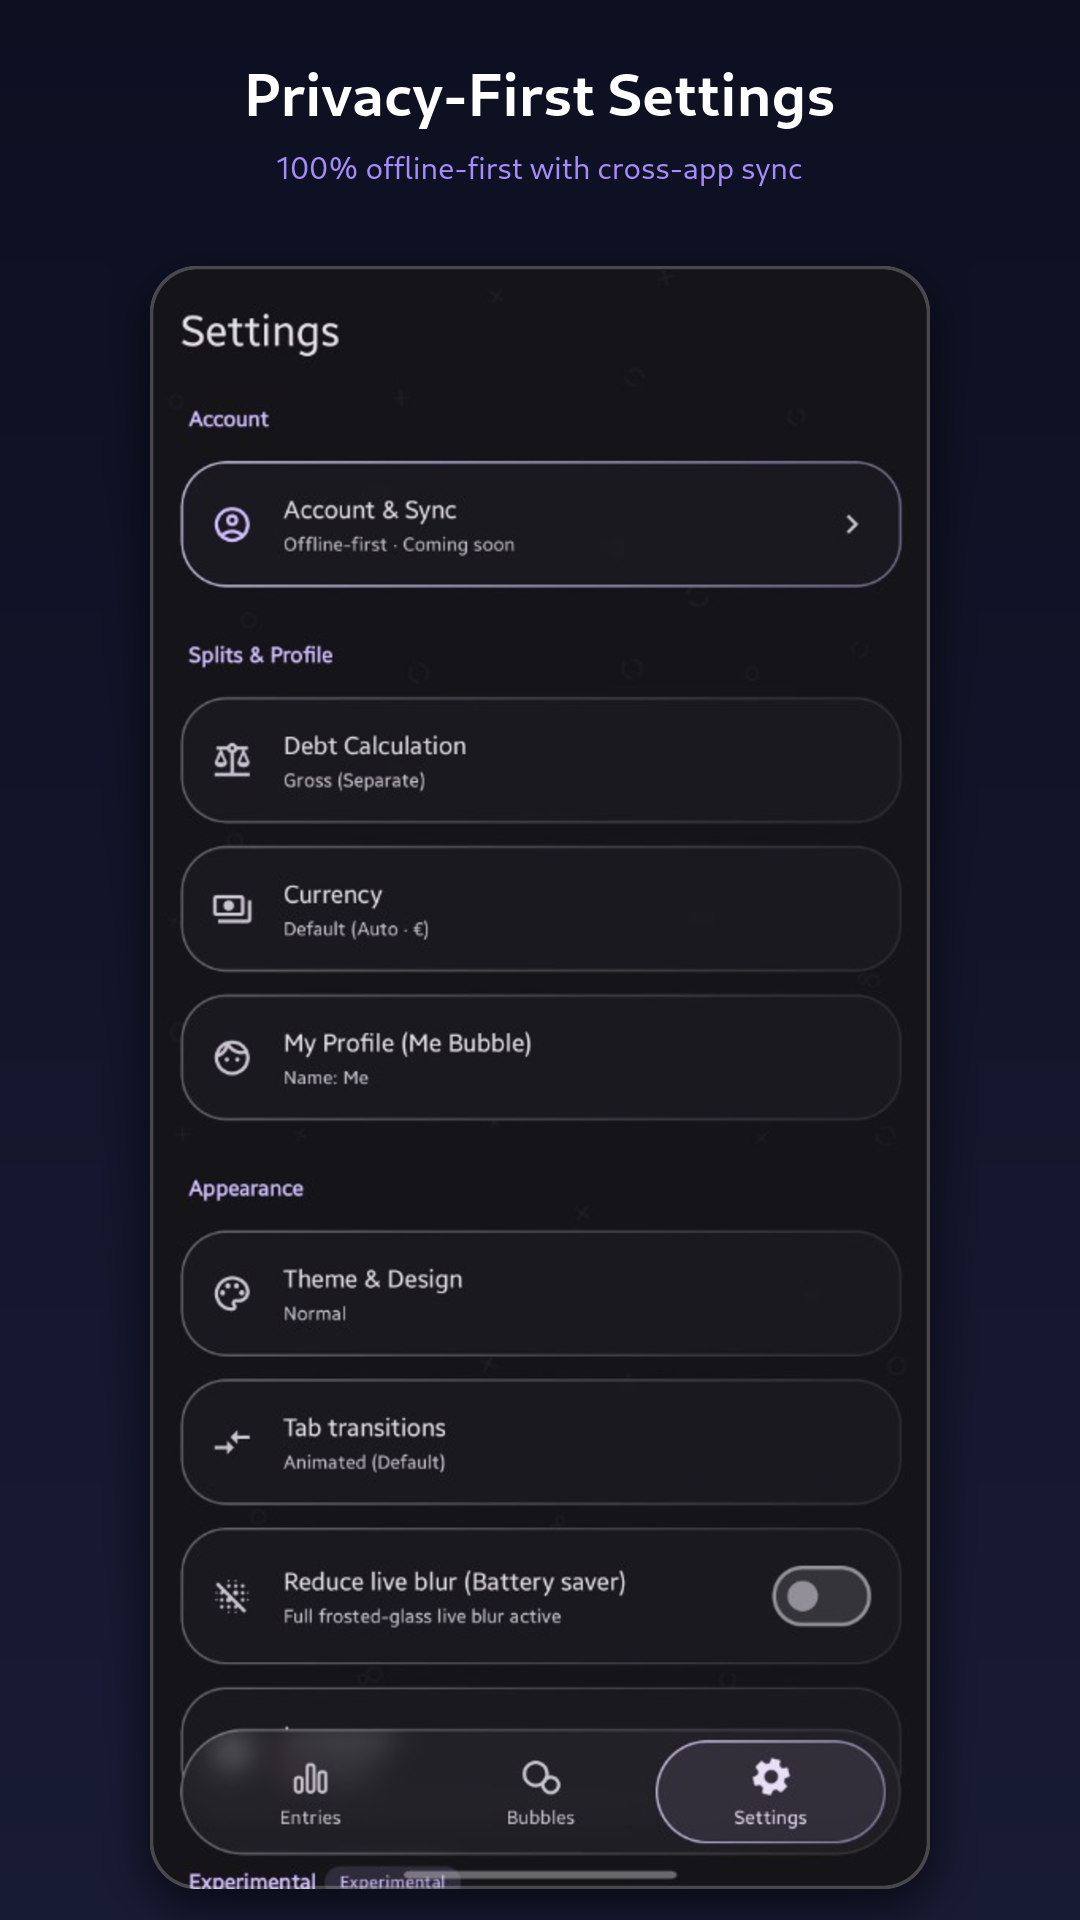 Privacy-First Settings
100% offline-first with cross-app sync
Settings
Account
Account & Sync
Offline-first · Coming soon
Splits & Profile
Debt Calculation
Gross (Separate)
Currency
Default (Auto · €)
My Profile (Me Bubble)
Name: Me
Appearance
Theme & Design
Normal
Tab transitions
Animated (Default)
Reduce live blur (Battery saver)
Full frosted-glass live blur active
Entries
Bubbles
Settings
Experimental Experimental